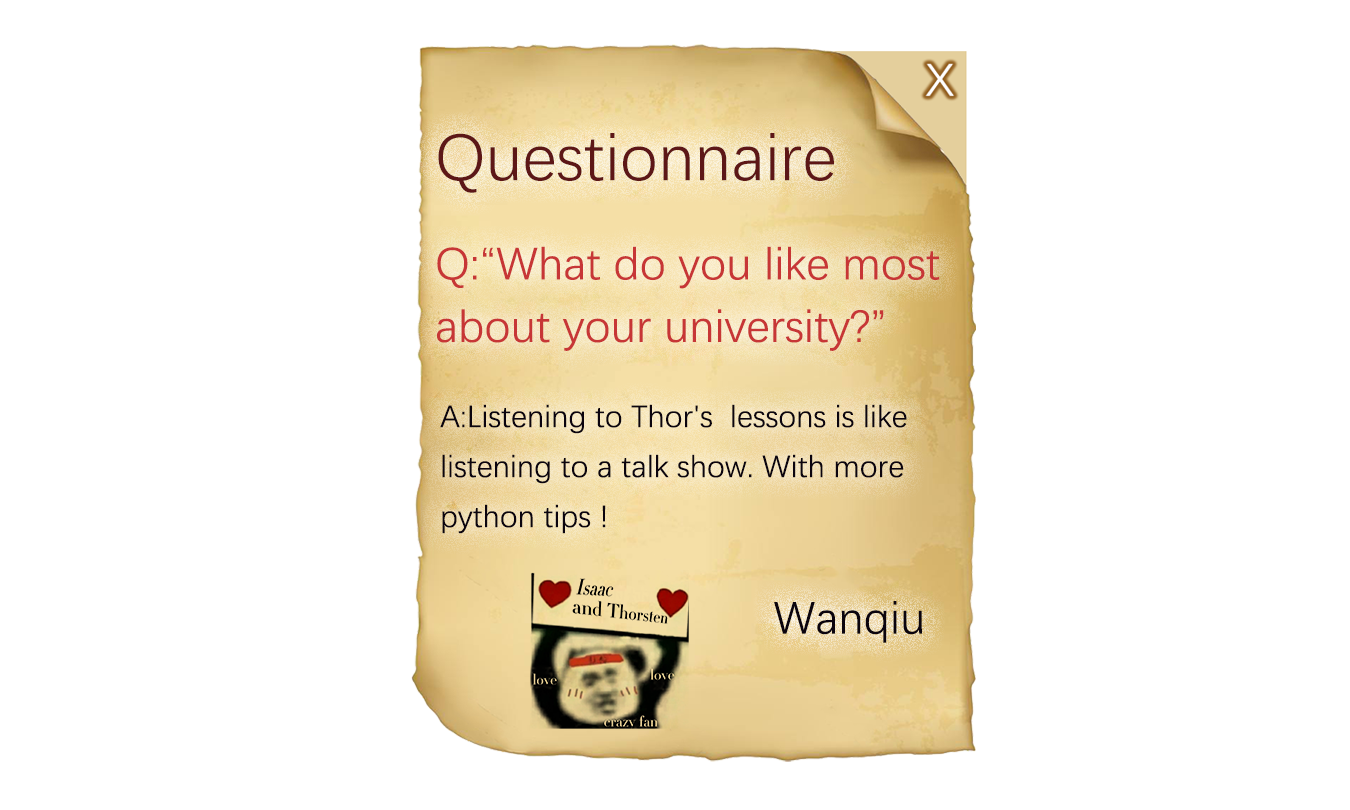 X
Questionnaire
Q:“What do you like most
about your university?”
A:Listening to Thor's  lessons is like
listening to a talk show. With more
python tips !
Isaac
and Thorsten
love
love
crazy fan
Wanqiu